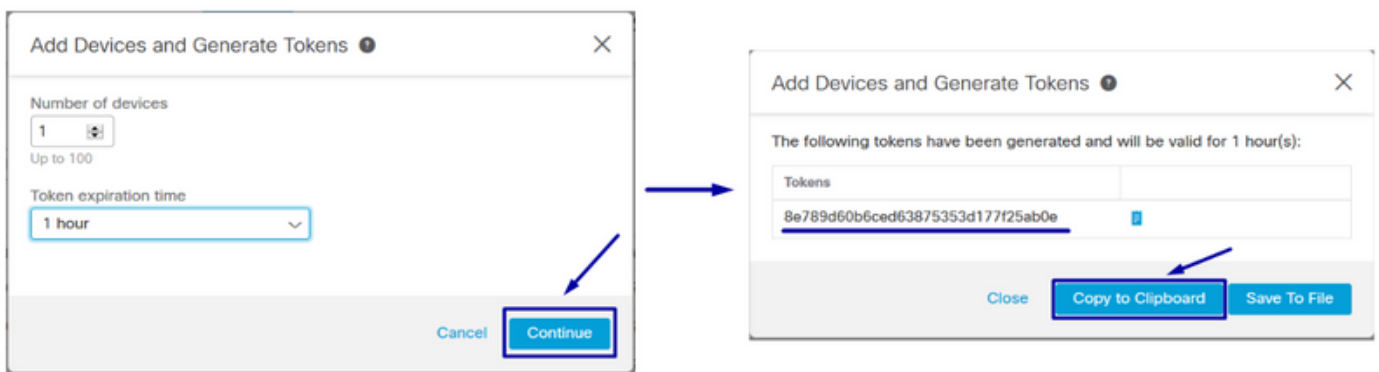 Add Devices and Generate Tokens ?
Number of devices
1
Up to 100
Token expiration time
1 hour
Cancel
Continue
Add Devices and Generate Tokens ?
The following tokens have been generated and will be valid for 1 hour(s):
Tokens
8e789d60b6ced63875353d177f25ab0e
Close
Copy to Clipboard
Save To File